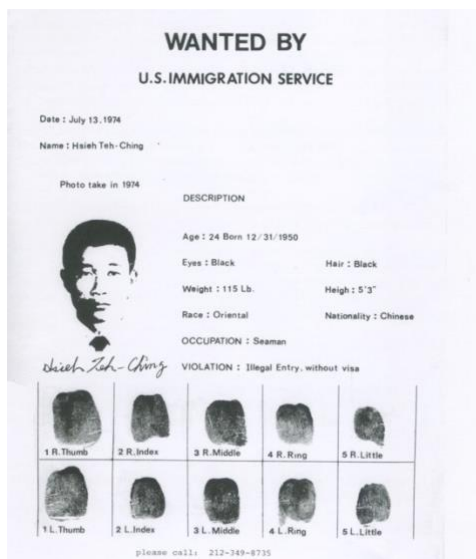 WANTED BY
U.S. IMMIGRATION SERVICE
Date : July 13, 1974
Name : Hsieh Teh-Ching
Photo take in 1974
DESCRIPTION
Age : 24 Born 12/31/1950
Eyes : Black Hair : Black
Weight : 115 Lb. Heigh : 5'3"
Race : Oriental Nationality : Chinese
OCCUPATION : Seaman
Hsieh Teh-Ching VIOLATION : Illegal Entry, without visa
1 R.Thumb 2 R.Index 3 R.Middle 4 R.Ring 5 R.Little
1 L.Thumb 2 L.Index 3 L.Middle 4 L.Ring 5 L.Little
please call: 212-349-8735